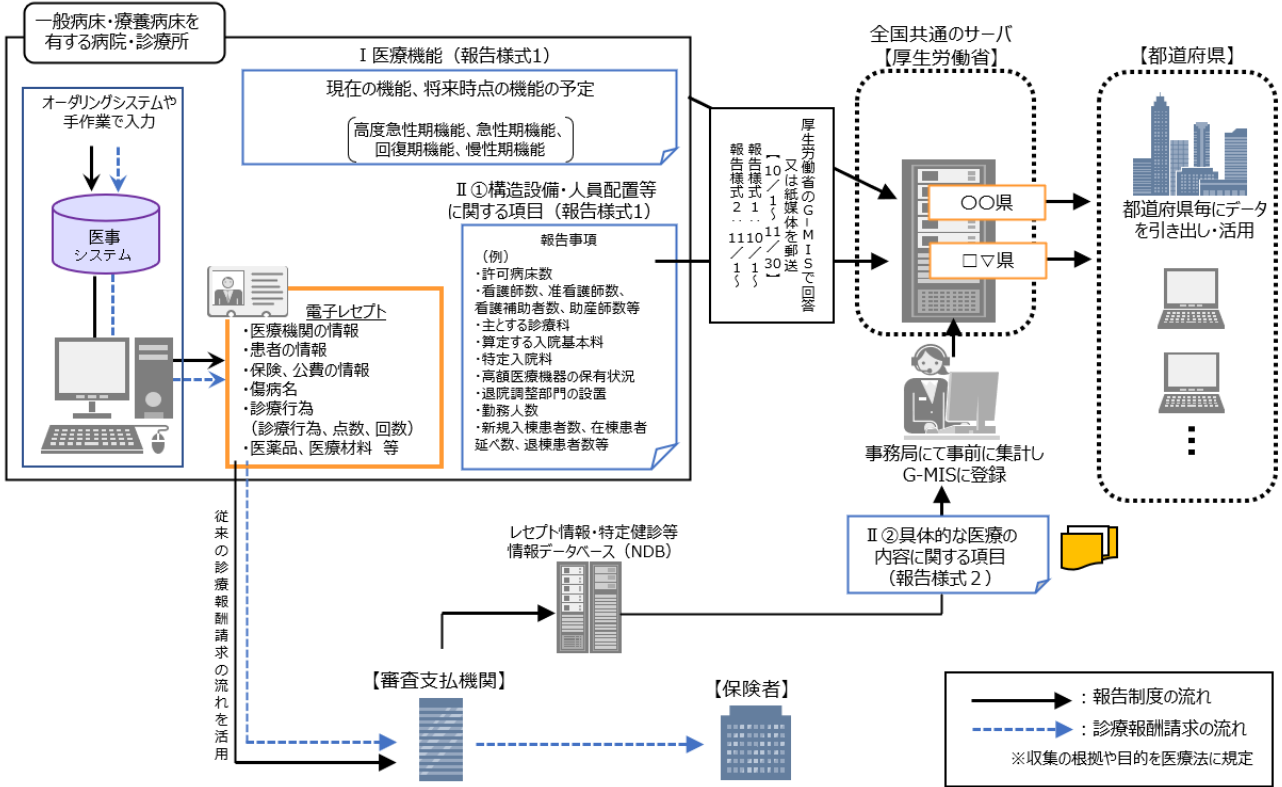 一般病床・療養病床を
有する病院・診療所
オーダリングシステムや
手作業で入力
医事
システム
Ⅰ医療機能（報告様式1）
現在の機能、将来時点の機能の予定
高度急性期機能、急性期機能、
回復期機能、慢性期機能
Ⅱ①構造設備・人員配置等
に関する項目（報告様式1）
報告事項
（例）
・許可病床数
・看護師数、准看護師数、
看護補助者数、助産師数等
・主とする診療科
・算定する入院基本料
・特定入院料
・高額医療機器の保有状況
・退院調整部門の設置
・勤務人数
・新規入棟患者数、在棟患者
延べ数、退棟患者数等
電子レセプト
・医療機関の情報
・患者の情報
・保険、公費の情報
・傷病名
・診療行為
（診療行為、点数、回数）
・医薬品、医療材料 等
厚生労働省のG-MISで回答
又は紙媒体を郵送
【10／1～11／30】
報告様式1：10／1～
報告様式2：11／1～
全国共通のサーバ
【厚生労働省】
○○県
□▽県
【都道府県】
都道府県毎にデータ
を引き出し・活用
事務局にて事前に集計し
G-MISに登録
Ⅱ②具体的な医療の
内容に関する項目
（報告様式２）
レセプト情報・特定健診等
情報データベース（NDB）
従来の診療報酬請求の流れを活用
【審査支払機関】
【保険者】
：報告制度の流れ
：診療報酬請求の流れ
※収集の根拠や目的を医療法に規定